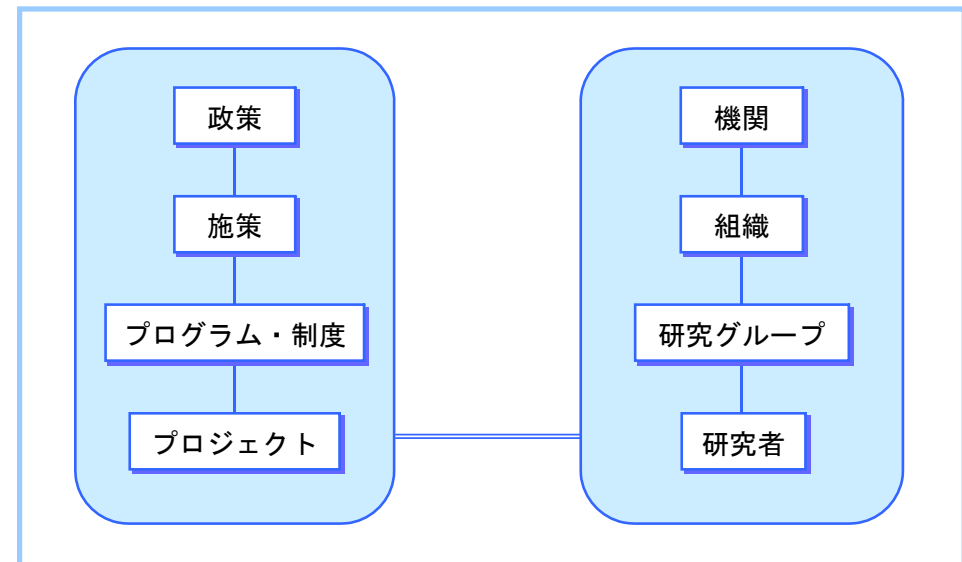 政策
施策
プログラム・制度
プロジェクト
機関
組織
研究グループ
研究者